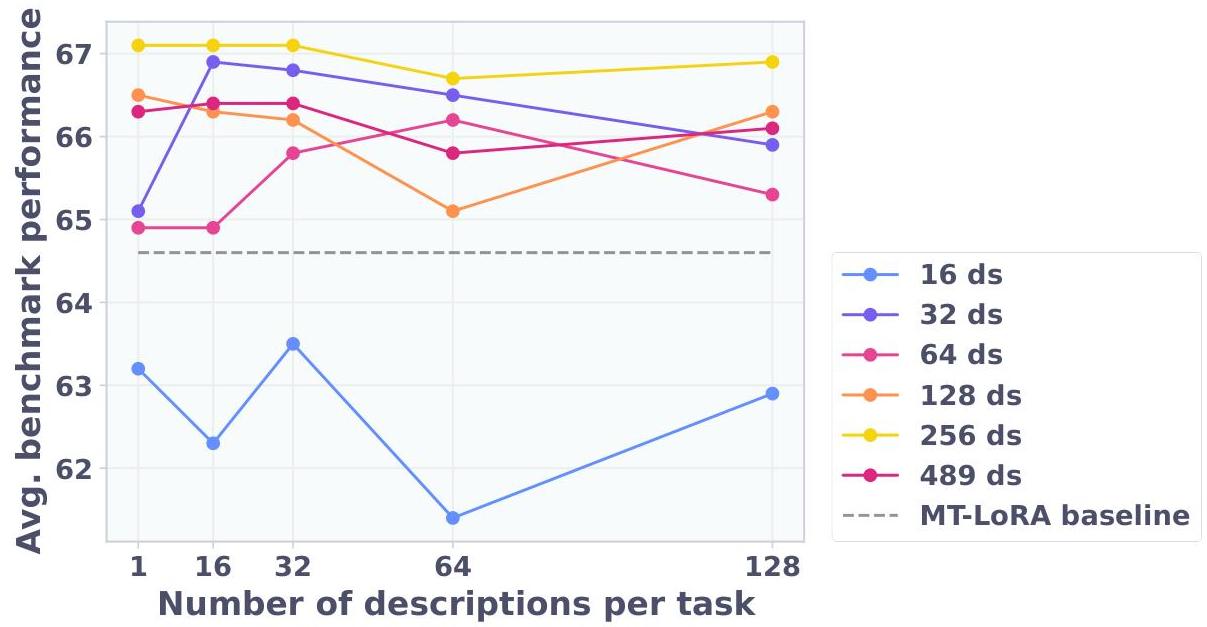 Avg. benchmark performance
67
66
65
64
63
62
1 16 32 64 128
Number of descriptions per task
16 ds
32 ds
64 ds
128 ds
256 ds
489 ds
MT-LoRA baseline